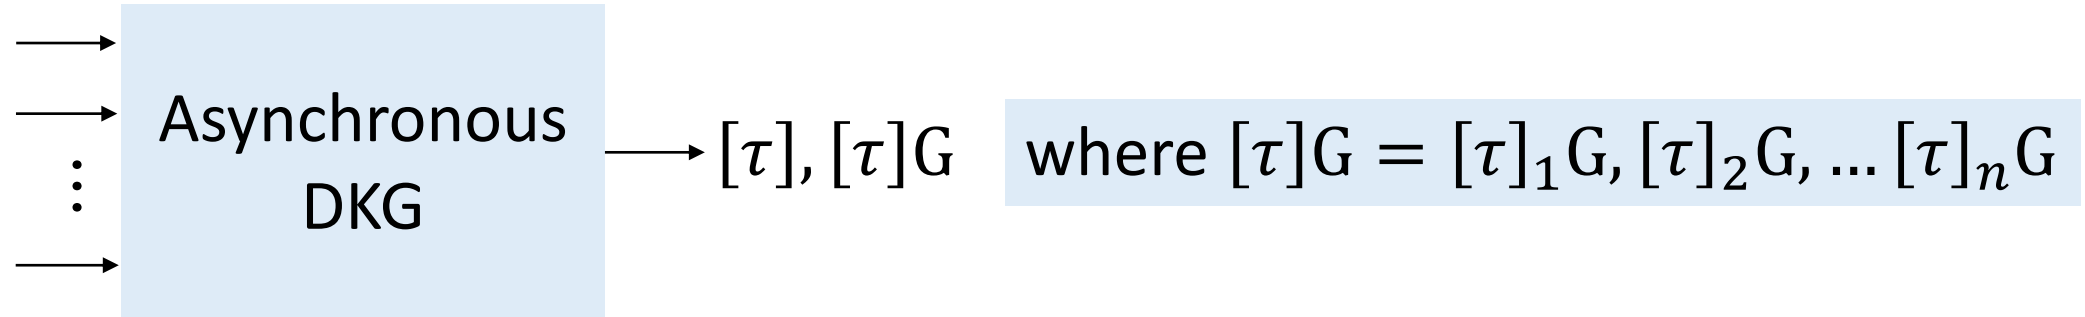 Asynchronous
DKG
[τ], [τ]G
where [τ]G = [τ]₁G, [τ]₂G, … [τ]ₙG